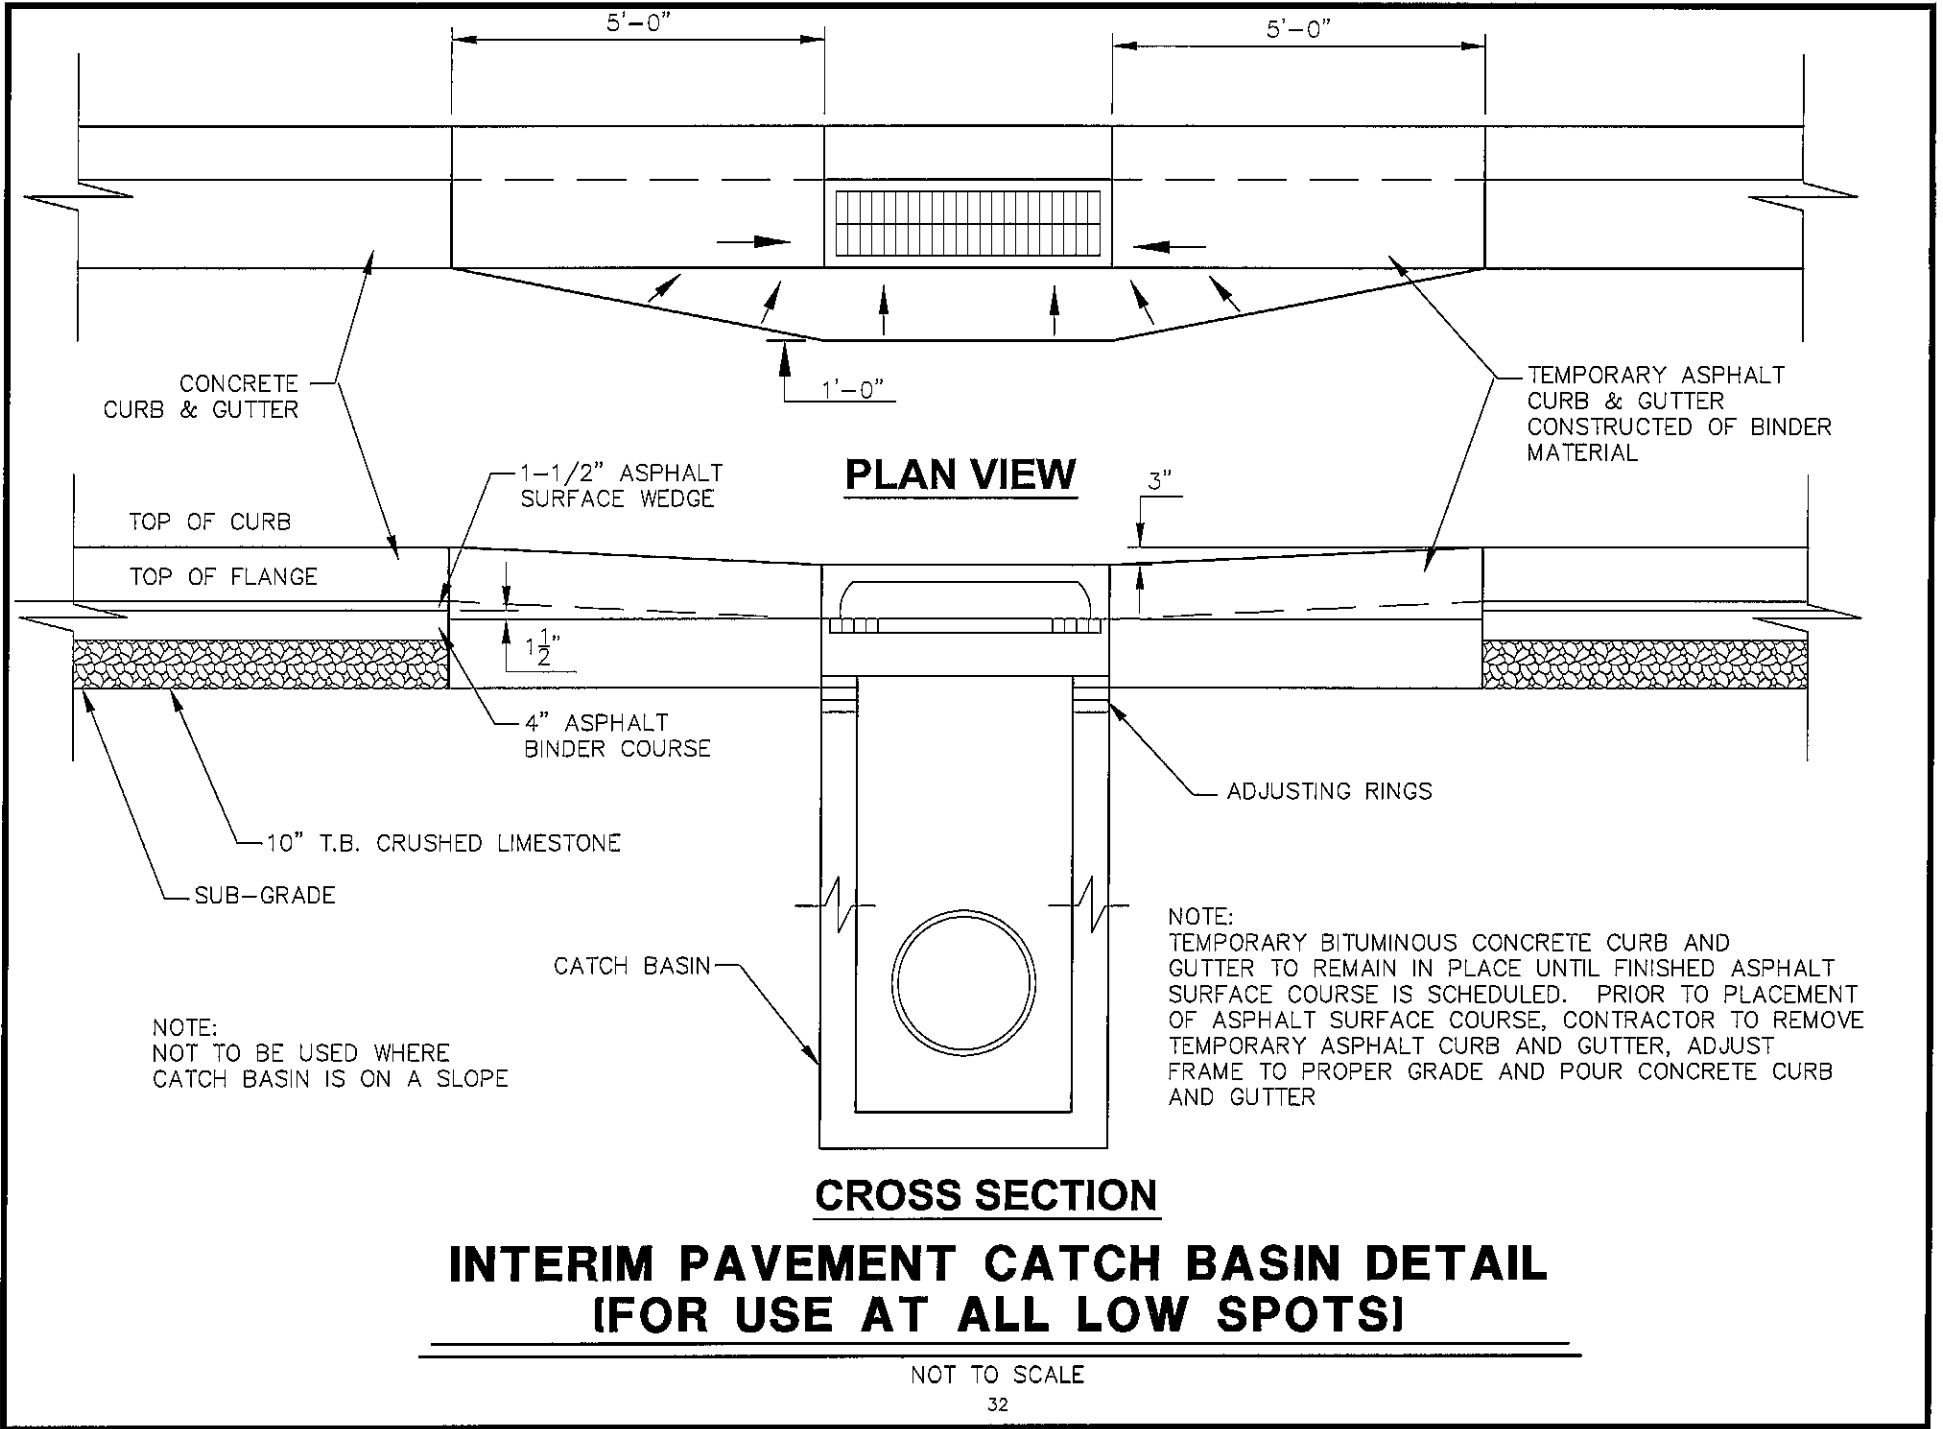 5'-0"
5'-0"
1'-0"
CONCRETE
CURB & GUTTER
TEMPORARY ASPHALT
CURB & GUTTER
CONSTRUCTED OF BINDER
MATERIAL
PLAN VIEW
1-1/2" ASPHALT
SURFACE WEDGE
3"
TOP OF CURB
TOP OF FLANGE
1 1/2"
4" ASPHALT
BINDER COURSE
ADJUSTING RINGS
10" T.B. CRUSHED LIMESTONE
SUB-GRADE
CATCH BASIN
NOTE:
NOT TO BE USED WHERE
CATCH BASIN IS ON A SLOPE
NOTE:
TEMPORARY BITUMINOUS CONCRETE CURB AND
GUTTER TO REMAIN IN PLACE UNTIL FINISHED ASPHALT
SURFACE COURSE IS SCHEDULED. PRIOR TO PLACEMENT
OF ASPHALT SURFACE COURSE, CONTRACTOR TO REMOVE
TEMPORARY ASPHALT CURB AND GUTTER, ADJUST
FRAME TO PROPER GRADE AND POUR CONCRETE CURB
AND GUTTER
CROSS SECTION
INTERIM PAVEMENT CATCH BASIN DETAIL
(FOR USE AT ALL LOW SPOTS)
NOT TO SCALE
32